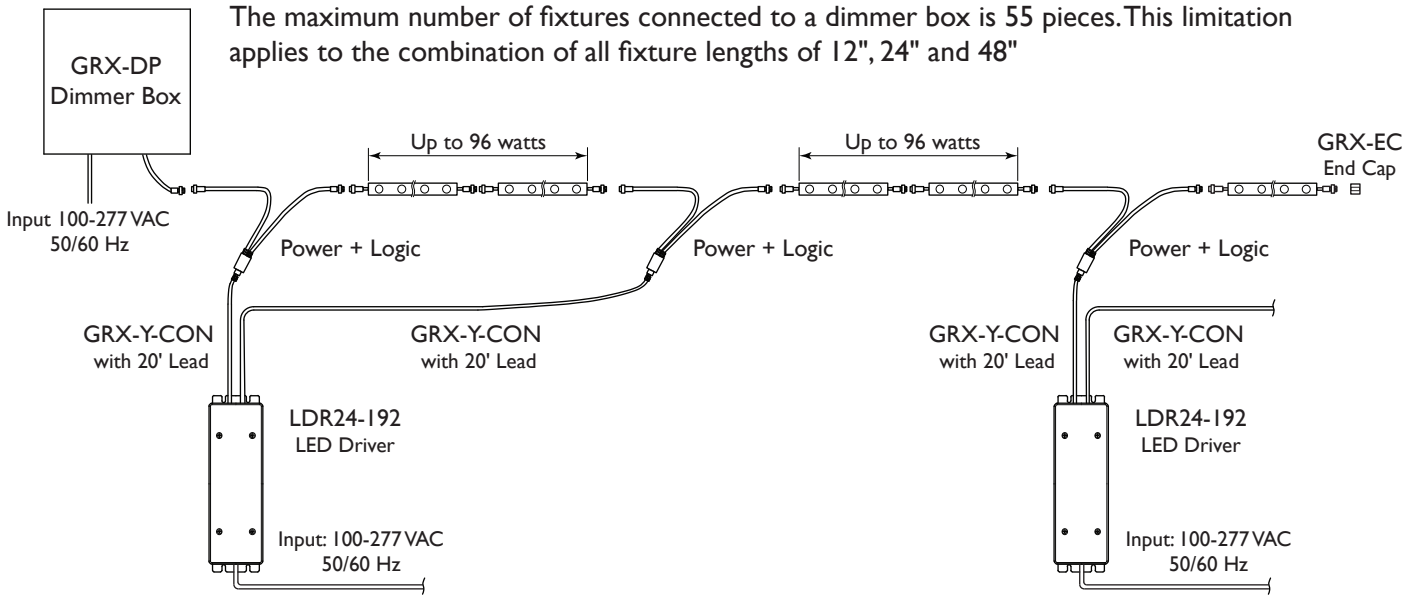 The maximum number of fixtures connected to a dimmer box is 55 pieces. This limitation
applies to the combination of all fixture lengths of 12", 24" and 48"
GRX-DP
Dimmer Box
Input 100-277 VAC
50/60 Hz
Up to 96 watts
Up to 96 watts
GRX-EC
End Cap
Power + Logic
Power + Logic
Power + Logic
GRX-Y-CON
with 20' Lead
GRX-Y-CON
with 20' Lead
GRX-Y-CON
with 20' Lead
GRX-Y-CON
with 20' Lead
LDR24-192
LED Driver
LDR24-192
LED Driver
Input: 100-277 VAC
50/60 Hz
Input: 100-277 VAC
50/60 Hz